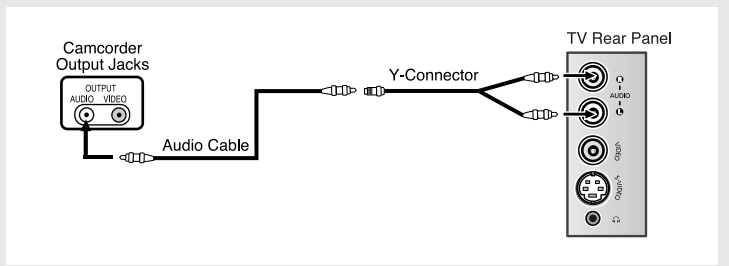 Camcorder
Output Jacks
OUTPUT
AUDIO VIDEO
Audio Cable
Y-Connector
TV Rear Panel
R
AUDIO
L
VIDEO
S-VIDEO